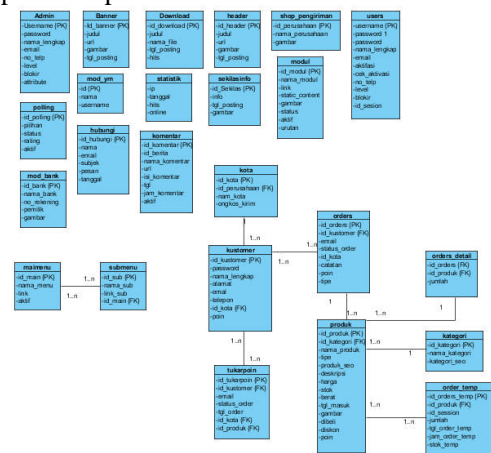 Admin
-Username (PK)
-password
-nama_lengkap
-email
-no_telp
-level
-blokir
-attribute
Banner
-id_banner (PK)
-judul
-url
-gambar
-tgl_posting
Download
-id_download (PK)
-judul
-nama_file
-tgl_posting
-hits
header
-id_header (PK)
-judul
-url
-gambar
-tgl_posting
shop_pengiriman
-id_perusahaan (PK)
-nama_perusahaan
-gambar
users
-username (PK)
-password 1
-password
-nama_lengkap
-email
-aktifasi
-cek_aktivasi
-no_telp
-level
-blokir
-id_sesion
mod_ym
-id (PK)
-nama
-username
statistik
-ip
-tanggal
-hits
-online
sekilasinfo
-id_Sekilas (PK)
-info
-tgl_posting
-gambar
modul
-id_modul (PK)
-nama_modul
-link
-static_content
-gambar
-status
-aktif
-urutan
polling
-id_polling (PK)
-pilihan
-status
-rating
-aktif
hubungi
-id_hubungi (PK)
-nama
-email
-subjek
-pesan
-tanggal
komentar
-id_komentar (PK)
-id_berita
-nama_komentar
-url
-isi_komentar
-tgl
-jam_komentar
-aktif
mod_bank
-id_bank (PK)
-nama_bank
-no_rekening
-pemilik
-gambar
kota
-id_kota (PK)
-id_perusahaan (FK)
-nam_kota
-ongkos_kirim
1..n
orders
-id_orders (PK)
-id_kustomer (FK)
-email
-status_order
-id_kota
-catatan
-poin
-tipe
1..n
kustomer
-id_kustomer (PK)
-password
-nama_lengkap
-alamat
-email
-telepon
-id_kota (FK)
-poin
orders_detail
-id_orders (FK)
-id_produk (FK)
-jumlah
mainmenu
-id_main (PK)
-nama_menu
-link
-aktif
1..n
1..n
submenu
-id_sub (PK)
-nama_sub
-link_sub
-id_main (FK)
1..n
1
produk
-id_produk (PK)
-id_kategori (FK)
-nama_produk
-tipe
-produk_seo
-deskripsi
-harga
-stok
-berat
-tgl_masuk
-gambar
-dibeli
-diskon
-poin
1..n
1
kategori
-id_kategori (PK)
-nama_kategori
-kategori_seo
1..n
tukarpoin
-id_tukarpoin (PK)
-id_kustomer (FK)
-email
-status_order
-tgl_order
-id_kota (FK)
-id_produk (FK)
1..n
1
order_temp
-id_orders_temp (PK)
-id_produk (FK)
-id_session
-jumlah
-tgl_order_temp
-jam_order_temp
-stok_temp